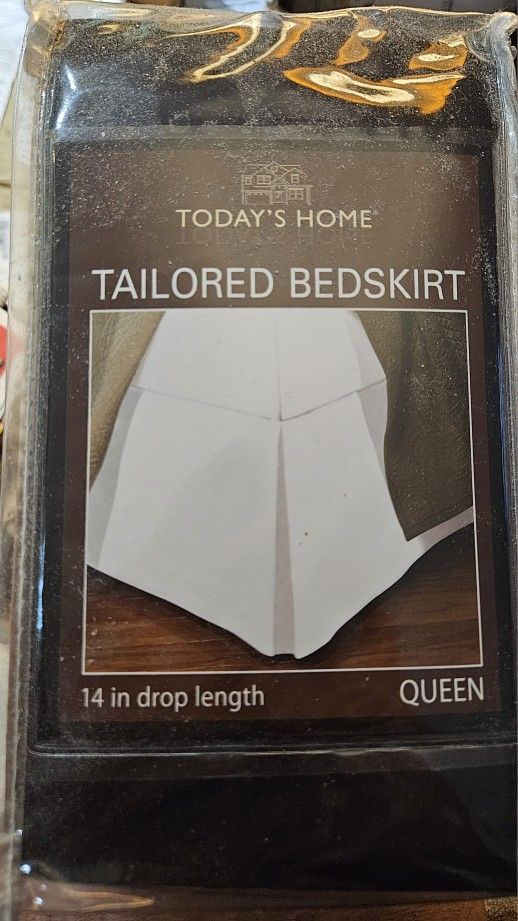 TODAY'S HOME®
TAILORED BEDSKIRT
14 in drop length
QUEEN